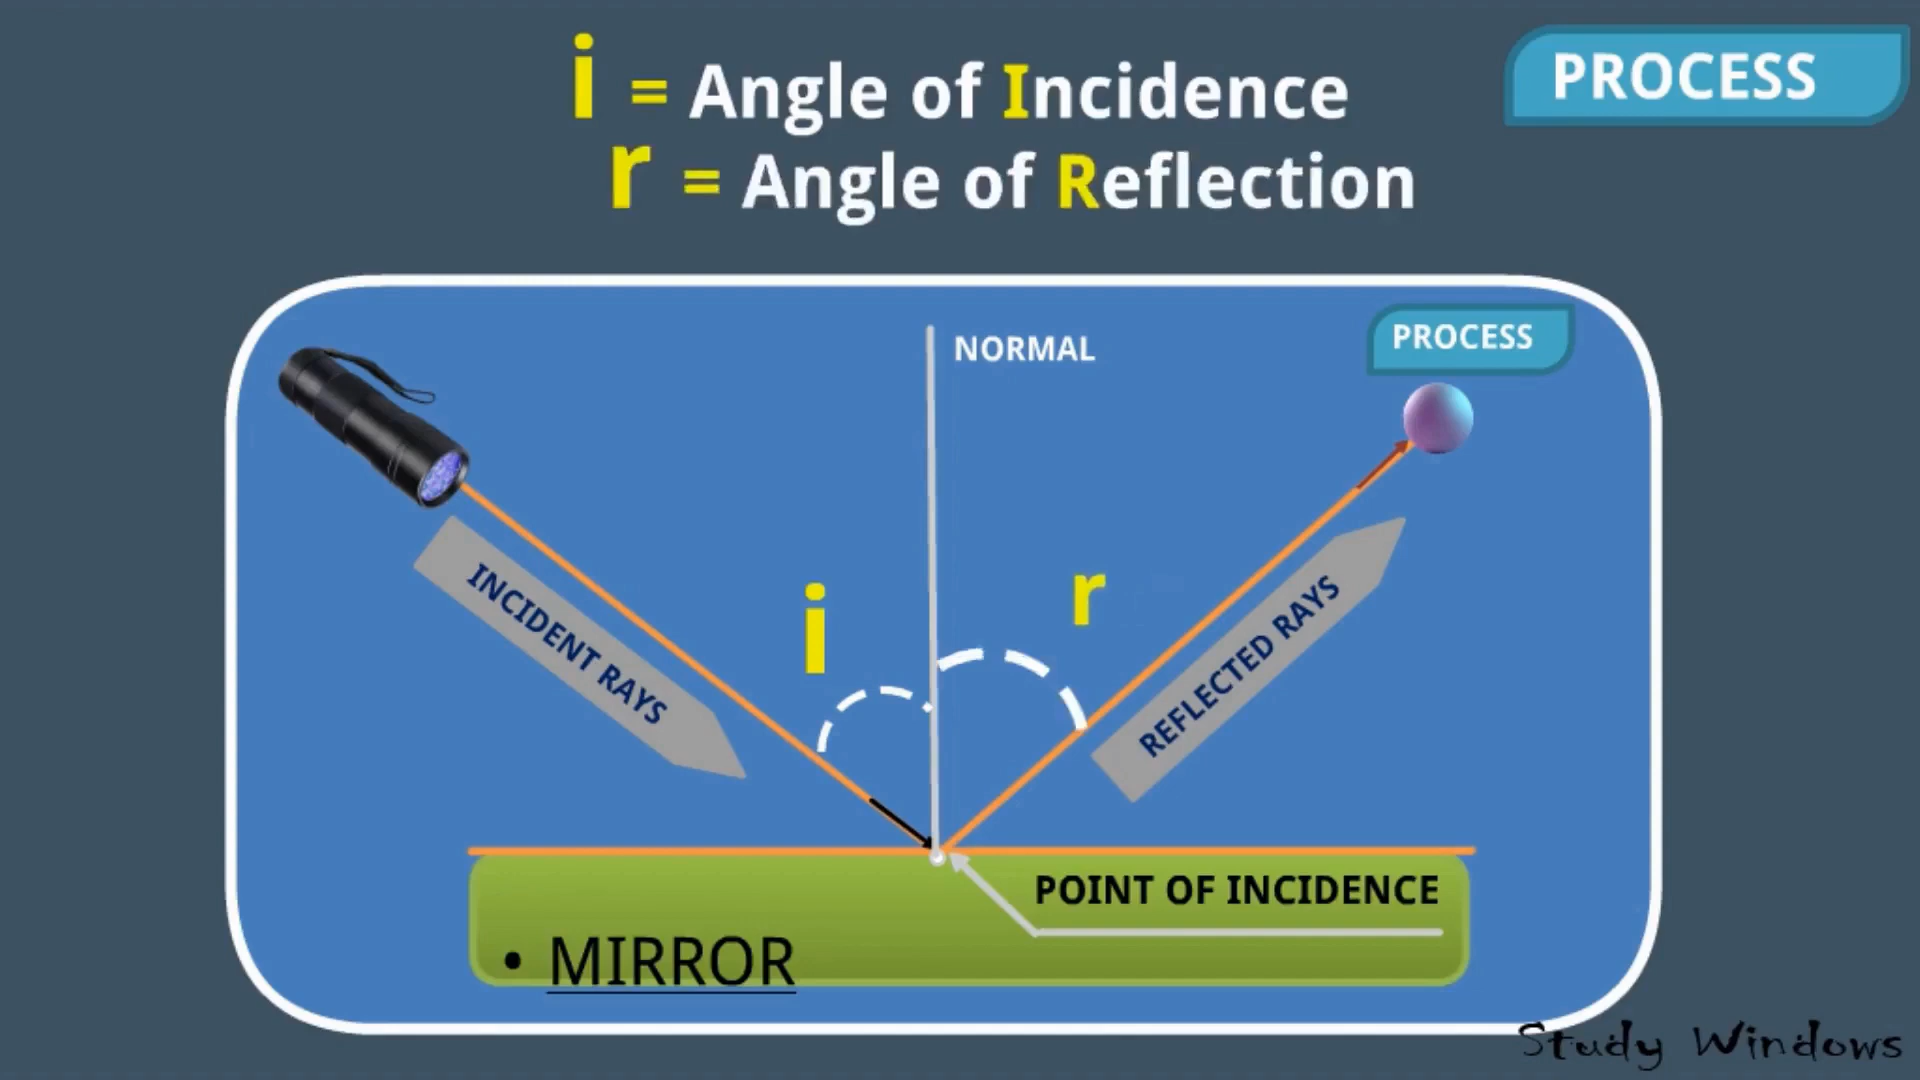 i = Angle of Incidence
r = Angle of Reflection
PROCESS
PROCESS
NORMAL
i
r
INCIDENT RAYS
REFLECTED RAYS
POINT OF INCIDENCE
• MIRROR
Study Windows